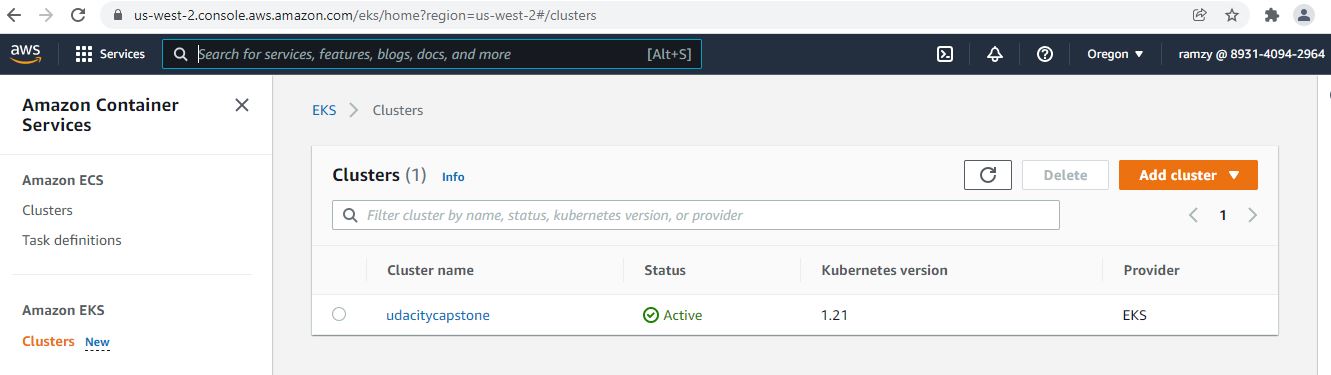 us-west-2.console.aws.amazon.com/eks/home?region=us-west-2#/clusters
aws Services Search for services, features, blogs, docs, and more [Alt+S] Oregon ramzy @ 8931-4094-2964
Amazon Container
Services
Amazon ECS
Clusters
Task definitions
Amazon EKS
Clusters New
EKS Clusters
Clusters (1) Info Delete Add cluster
Filter cluster by name, status, kubernetes version, or provider 1
Cluster name Status Kubernetes version Provider
udacitycapstone Active 1.21 EKS